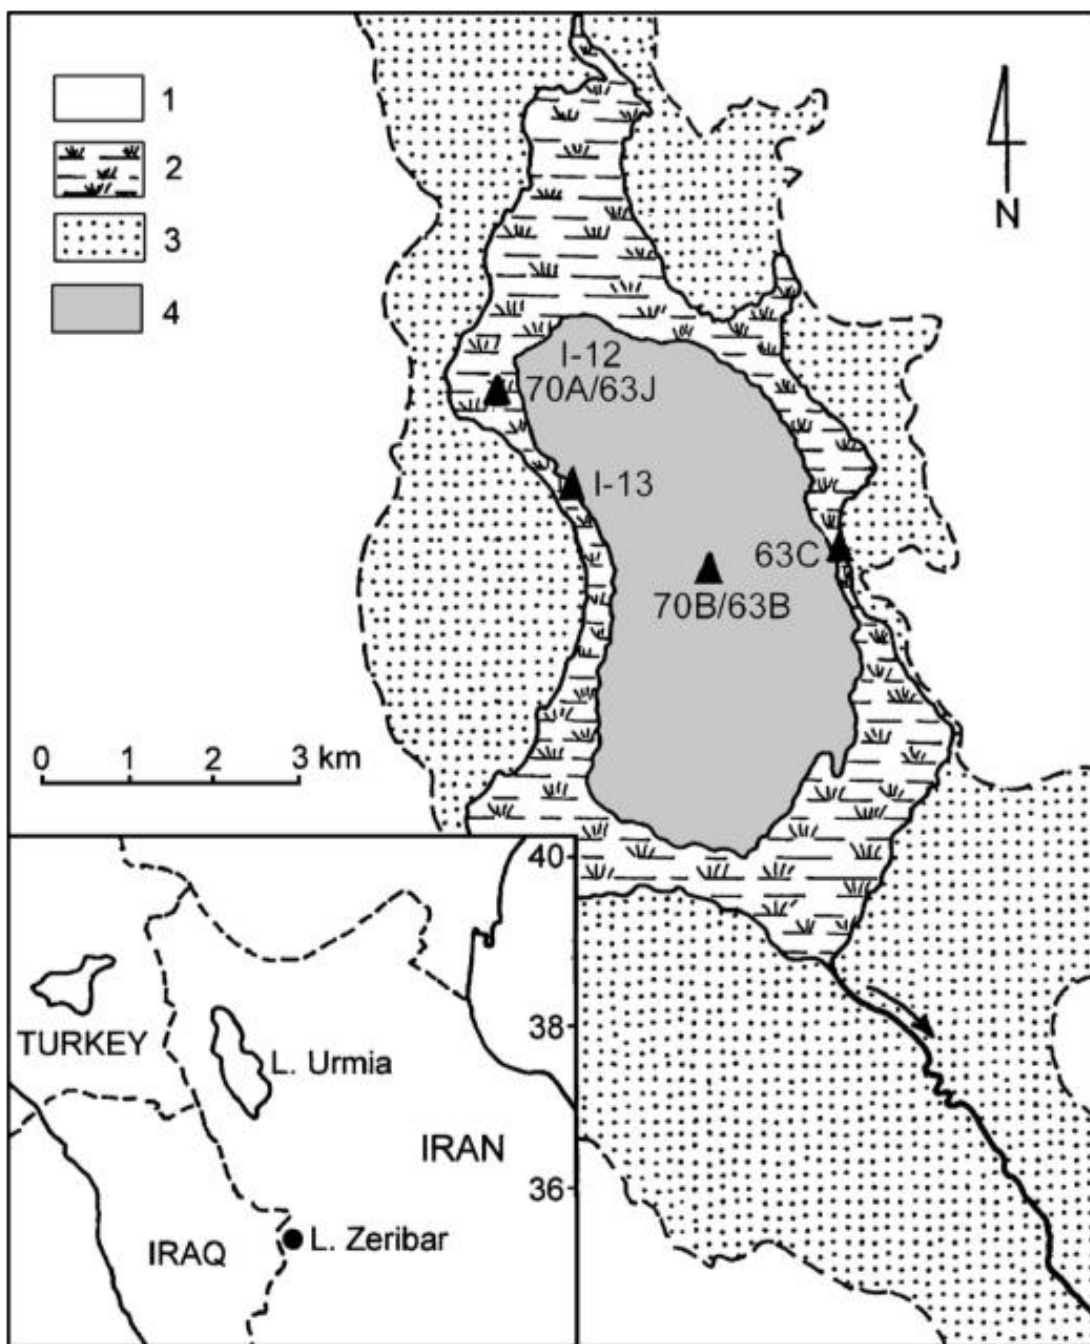 1
2
3
4
N
I-12
70A/63J
I-13
63C
70B/63B
0 1 2 3 km
40
38
36
TURKEY
L. Urmia
IRAN
IRAQ
L. Zeribar